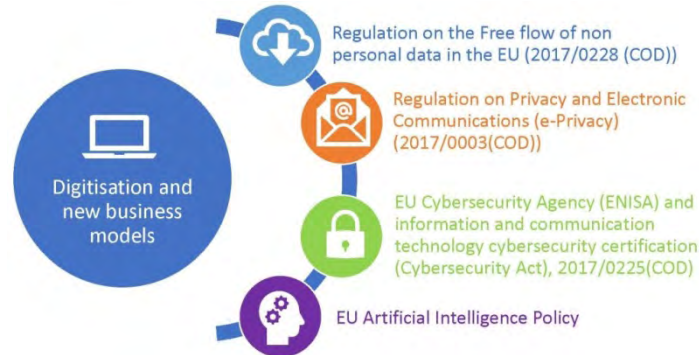 Regulation on the Free flow of non
personal data in the EU (2017/0228 (COD))
Regulation on Privacy and Electronic
Communications (e-Privacy)
(2017/0003(COD))
Digitisation and
new business
models
EU Cybersecurity Agency (ENISA) and
information and communication
technology cybersecurity certification
(Cybersecurity Act), 2017/0225(COD)
EU Artificial Intelligence Policy